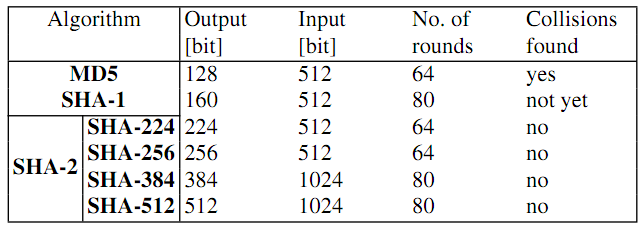 Algorithm Output Input No. of Collisions
[bit] [bit] rounds found
MD5 128 512 64 yes
SHA-1 160 512 80 not yet
SHA-224 224 512 64 no
SHA-256 256 512 64 no
SHA-2
SHA-384 384 1024 80 no
SHA-512 512 1024 80 no